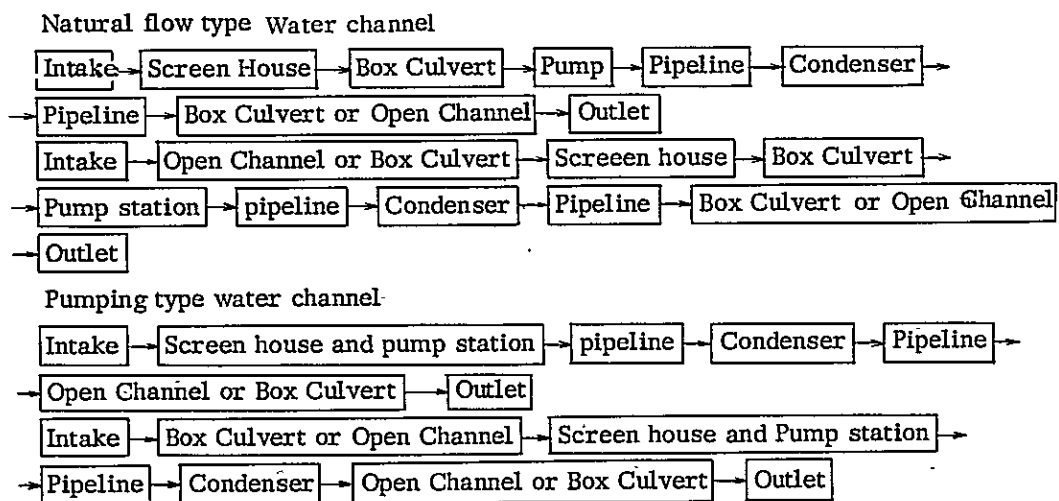 Natural flow type Water channel
Intake Screen House Box Culvert Pump Pipeline Condenser
Pipeline Box Culvert or Open Channel Outlet
Intake Open Channel or Box Culvert Screeen house Box Culvert
Pump station pipeline Condenser Pipeline Box Culvert or Open Channel
Outlet
Pumping type water channel
Intake Screen house and pump station pipeline Condenser Pipeline
Open Channel or Box Culvert Outlet
Intake Box Culvert or Open Channel Screen house and Pump station
Pipeline Condenser Open Channel or Box Culvert Outlet